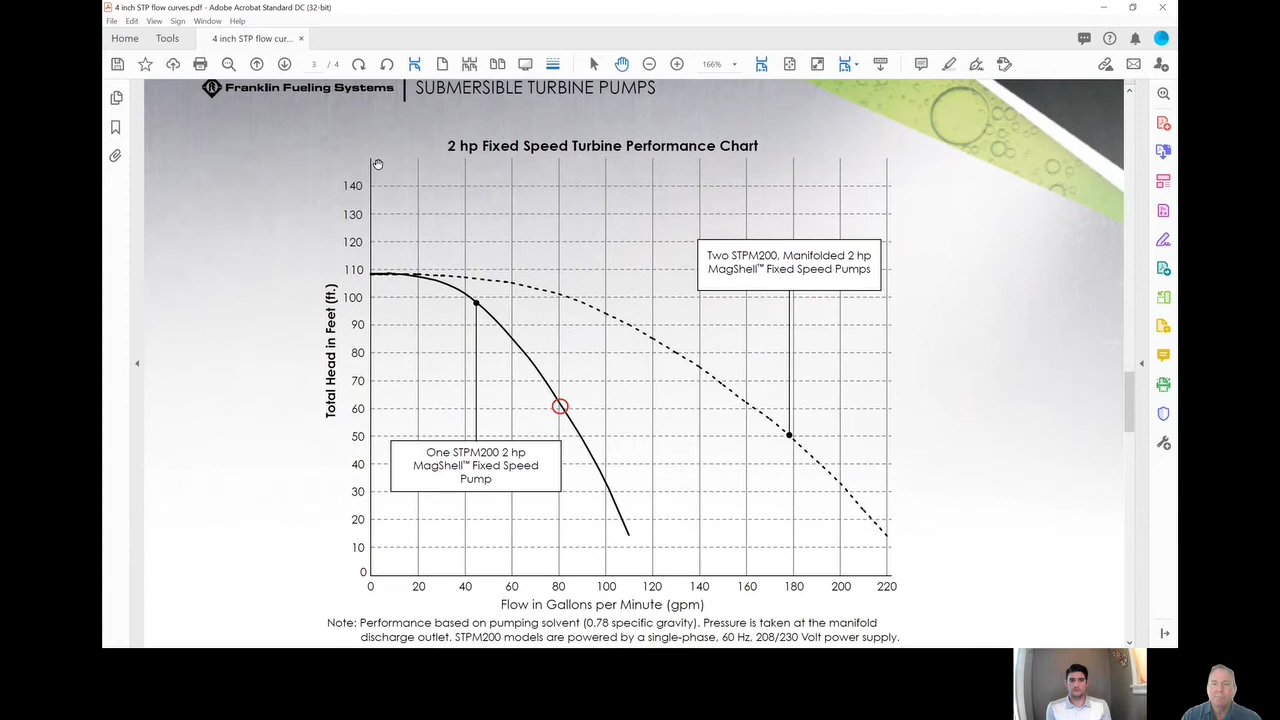 4 inch STP flow curves.pdf - Adobe Acrobat Standard DC (32-bit)
File Edit View Sign Window Help
Home Tools 4 inch STP flow cur... ×
3 / 4 166%
Franklin Fueling Systems | SUBMERSIBLE TURBINE PUMPS
2 hp Fixed Speed Turbine Performance Chart
140
130
120
110
100
90
80
70
60
50
40
30
20
10
0
Total Head in Feet (ft.)
Two STPM200, Manifolded 2 hp
MagShell™ Fixed Speed Pumps
One STPM200 2 hp
MagShell™ Fixed Speed
Pump
0 20 40 60 80 100 120 140 160 180 200 220
Flow in Gallons per Minute (gpm)
Note: Performance based on pumping solvent (0.78 specific gravity). Pressure is taken at the manifold
discharge outlet. STPM200 models are powered by a single-phase, 60 Hz, 208/230 Volt power supply.